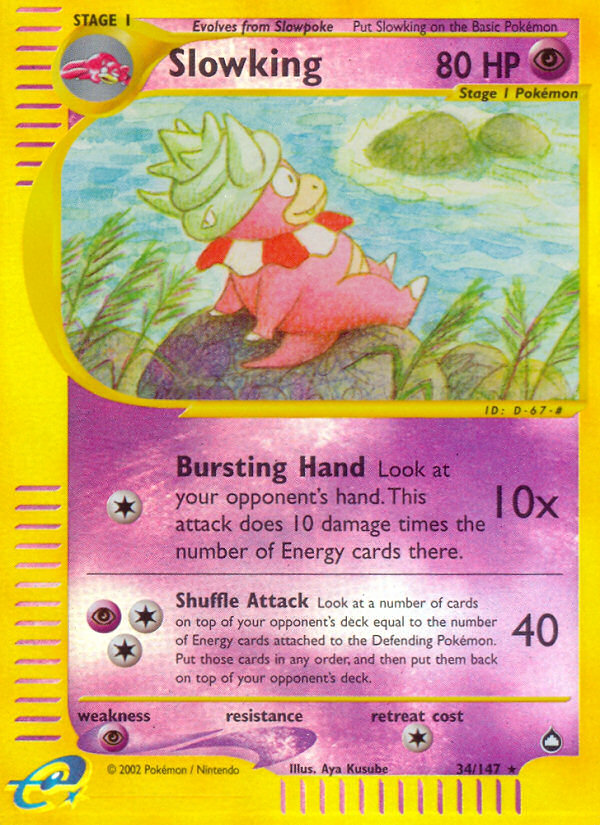 STAGE 1
Evolves from Slowpoke Put Slowking on the Basic Pokémon
Slowking 80 HP
Stage 1 Pokémon
ID: D-67-#
Bursting Hand Look at
your opponent's hand. This
attack does 10 damage times the
number of Energy cards there.
10x
Shuffle Attack Look at a number of cards
on top of your opponent's deck equal to the number
of Energy cards attached to the Defending Pokémon.
Put those cards in any order, and then put them back
on top of your opponent's deck.
40
weakness resistance retreat cost
© 2002 Pokémon / Nintendo Illus. Aya Kusube 34/147 ★
e